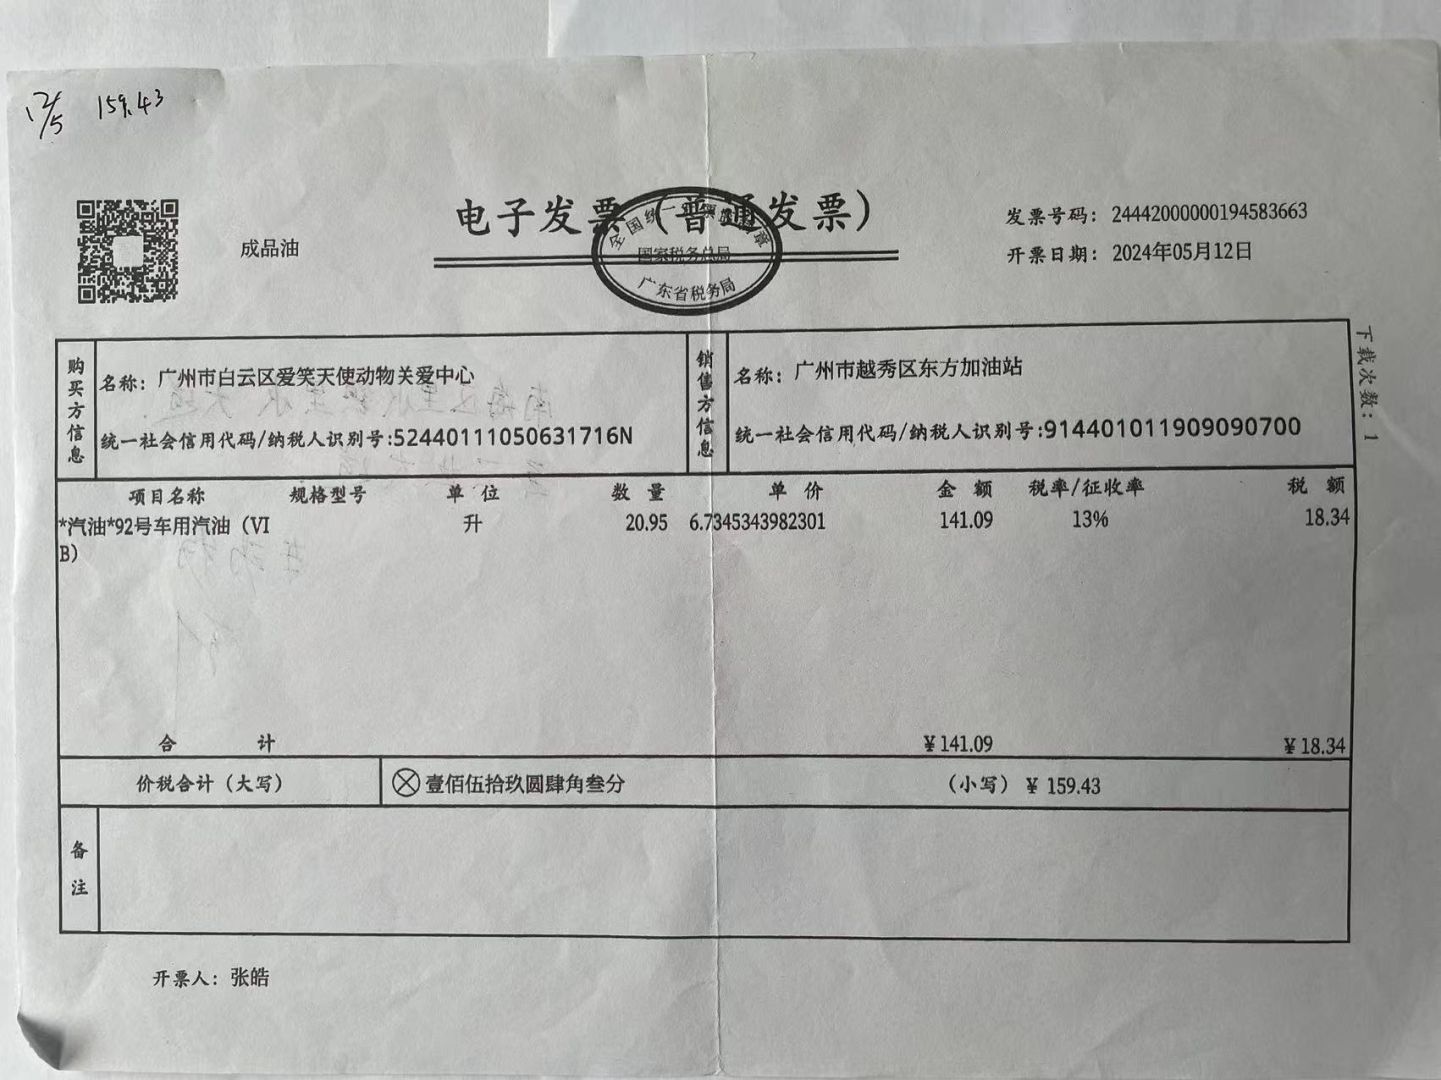 12/5 159.43
电子发票（普通发票）
全国统一发票监制章
国家税务总局
广东省税务局
成品油
发票号码：24442000000194583663
开票日期：2024年05月12日
下载次数：1
购买方信息
名称：广州市白云区爱笑天使动物关爱中心
统一社会信用代码/纳税人识别号:52440111050631716N
销售方信息
名称：广州市越秀区东方加油站
统一社会信用代码/纳税人识别号:914401011909090700
项目名称 规格型号 单位 数量 单价 金额 税率/征收率 税额
*汽油*92号车用汽油（VI 升 20.95 6.7345343982301 141.09 13% 18.34
B）
合计 ¥141.09 ¥18.34
价税合计（大写） ⊗壹佰伍拾玖圆肆角叁分 （小写）¥ 159.43
备注
开票人：张皓